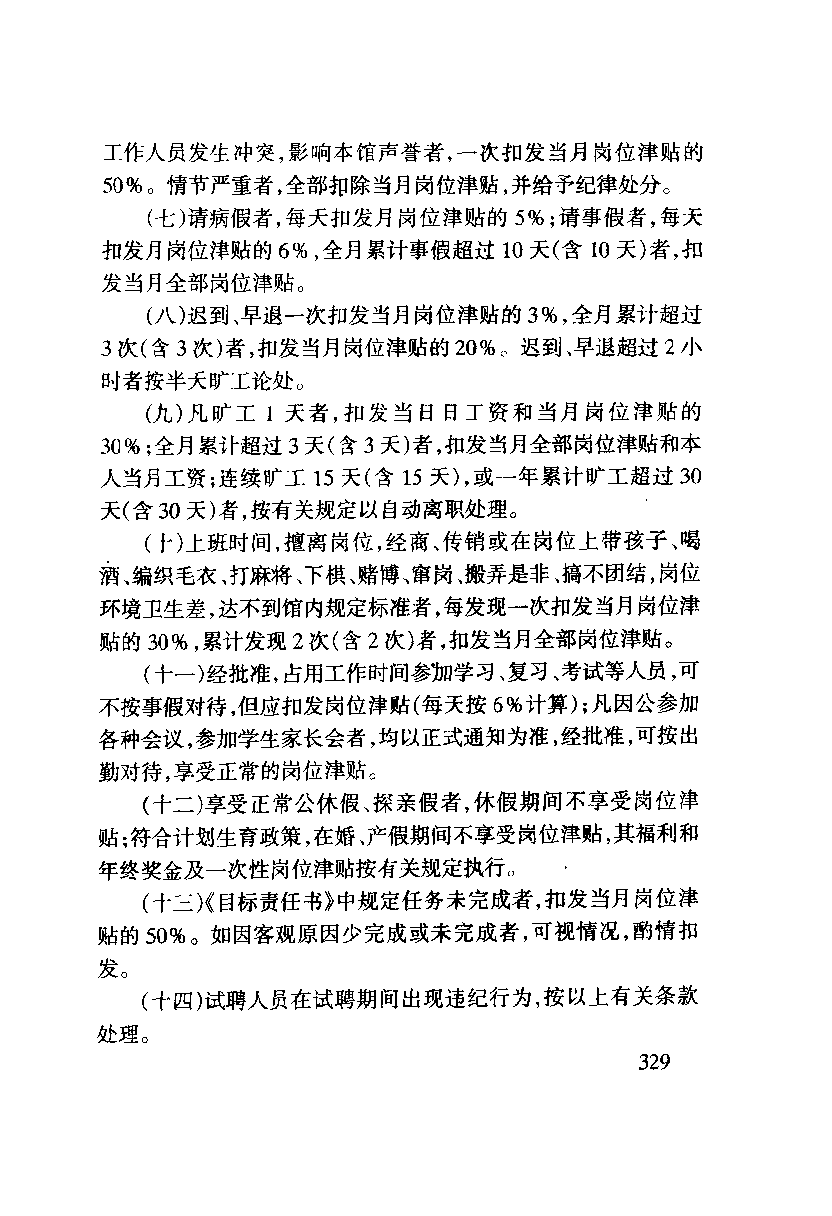 工作人员发生冲突,影响本馆声誉者,一次扣发当月岗位津贴的
50%。情节严重者,全部扣除当月岗位津贴,并给予纪律处分。
(七)请病假者,每天扣发月岗位津贴的5%;请事假者,每天
扣发月岗位津贴的6%,全月累计事假超过10天(含10天)者,扣
发当月全部岗位津贴。
(八)迟到、早退一次扣发当月岗位津贴的3%,全月累计超过
3次(含3次)者,扣发当月岗位津贴的20%。迟到、早退超过2小
时者按半天旷工论处。
(九)凡旷工1天者,扣发当日日工资和当月岗位津贴的
30%;全月累计超过3天(含3天)者,扣发当月全部岗位津贴和本
人当月工资;连续旷工15天(含15天),或一年累计旷工超过30
天(含30天)者,按有关规定以自动离职处理。
(十)上班时间,擅离岗位,经商、传销或在岗位上带孩子、喝
酒、编织毛衣、打麻将、下棋、赌博、窜岗、搬弄是非、搞不团结,岗位
环境卫生差,达不到馆内规定标准者,每发现一次扣发当月岗位津
贴的30%,累计发现2次(含2次)者,扣发当月全部岗位津贴。
(十一)经批准,占用工作时间参加学习、复习、考试等人员,可
不按事假对待,但应扣发岗位津贴(每天按6%计算);凡因公参加
各种会议,参加学生家长会者,均以正式通知为准,经批准,可按出
勤对待,享受正常的岗位津贴。
(十二)享受正常公休假、探亲假者,休假期间不享受岗位津
贴;符合计划生育政策,在婚、产假期间不享受岗位津贴,其福利和
年终奖金及一次性岗位津贴按有关规定执行。
(十三)《目标责任书》中规定任务未完成者,扣发当月岗位津
贴的50%。如因客观原因少完成或未完成者,可视情况,酌情扣
发。
(十四)试聘人员在试聘期间出现违纪行为,按以上有关条款
处理。
329